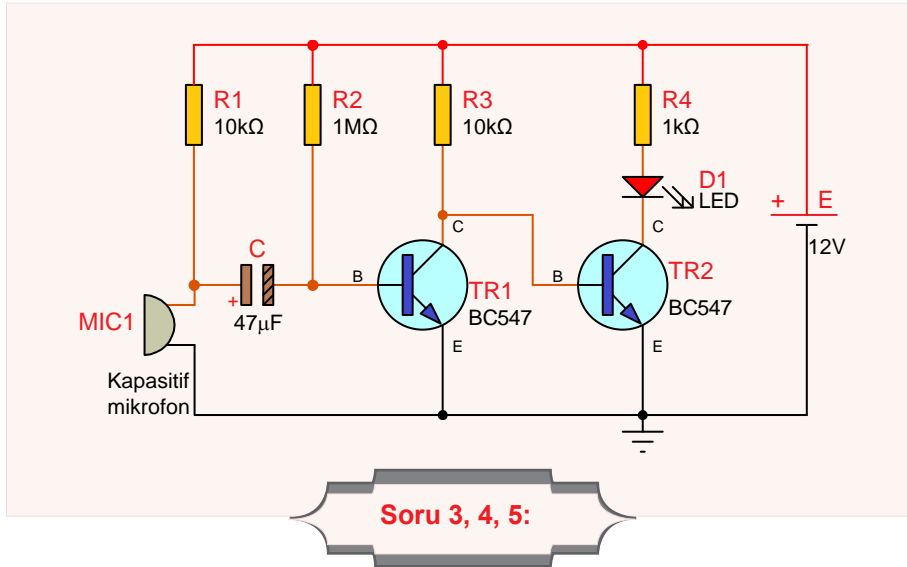 R1
10kΩ
R2
1MΩ
R3
10kΩ
R4
1kΩ
D1
LED
+ E
12V
C
+
47µF
B
C
TR1
BC547
E
B
C
TR2
BC547
E
MIC1
Kapasitif
mikrofon
Soru 3, 4, 5: